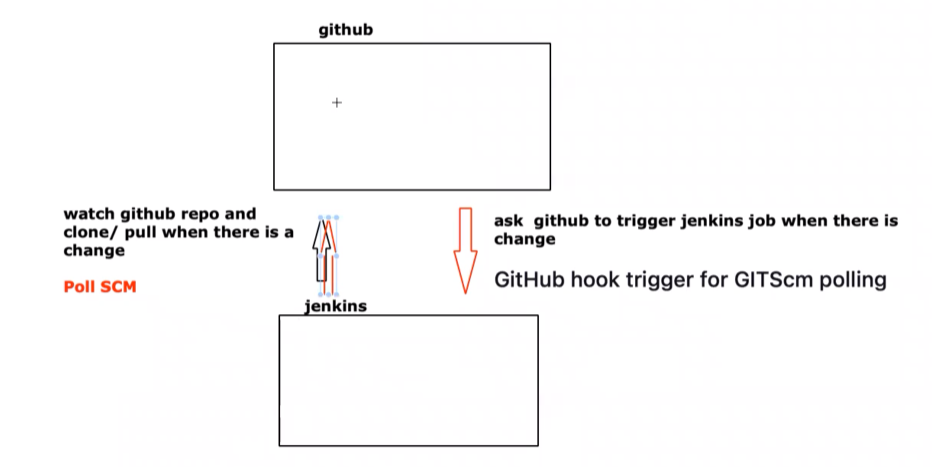 github
watch github repo and
clone/ pull when there is a
change
Poll SCM
ask github to trigger jenkins job when there is
change
GitHub hook trigger for GITScm polling
jenkins